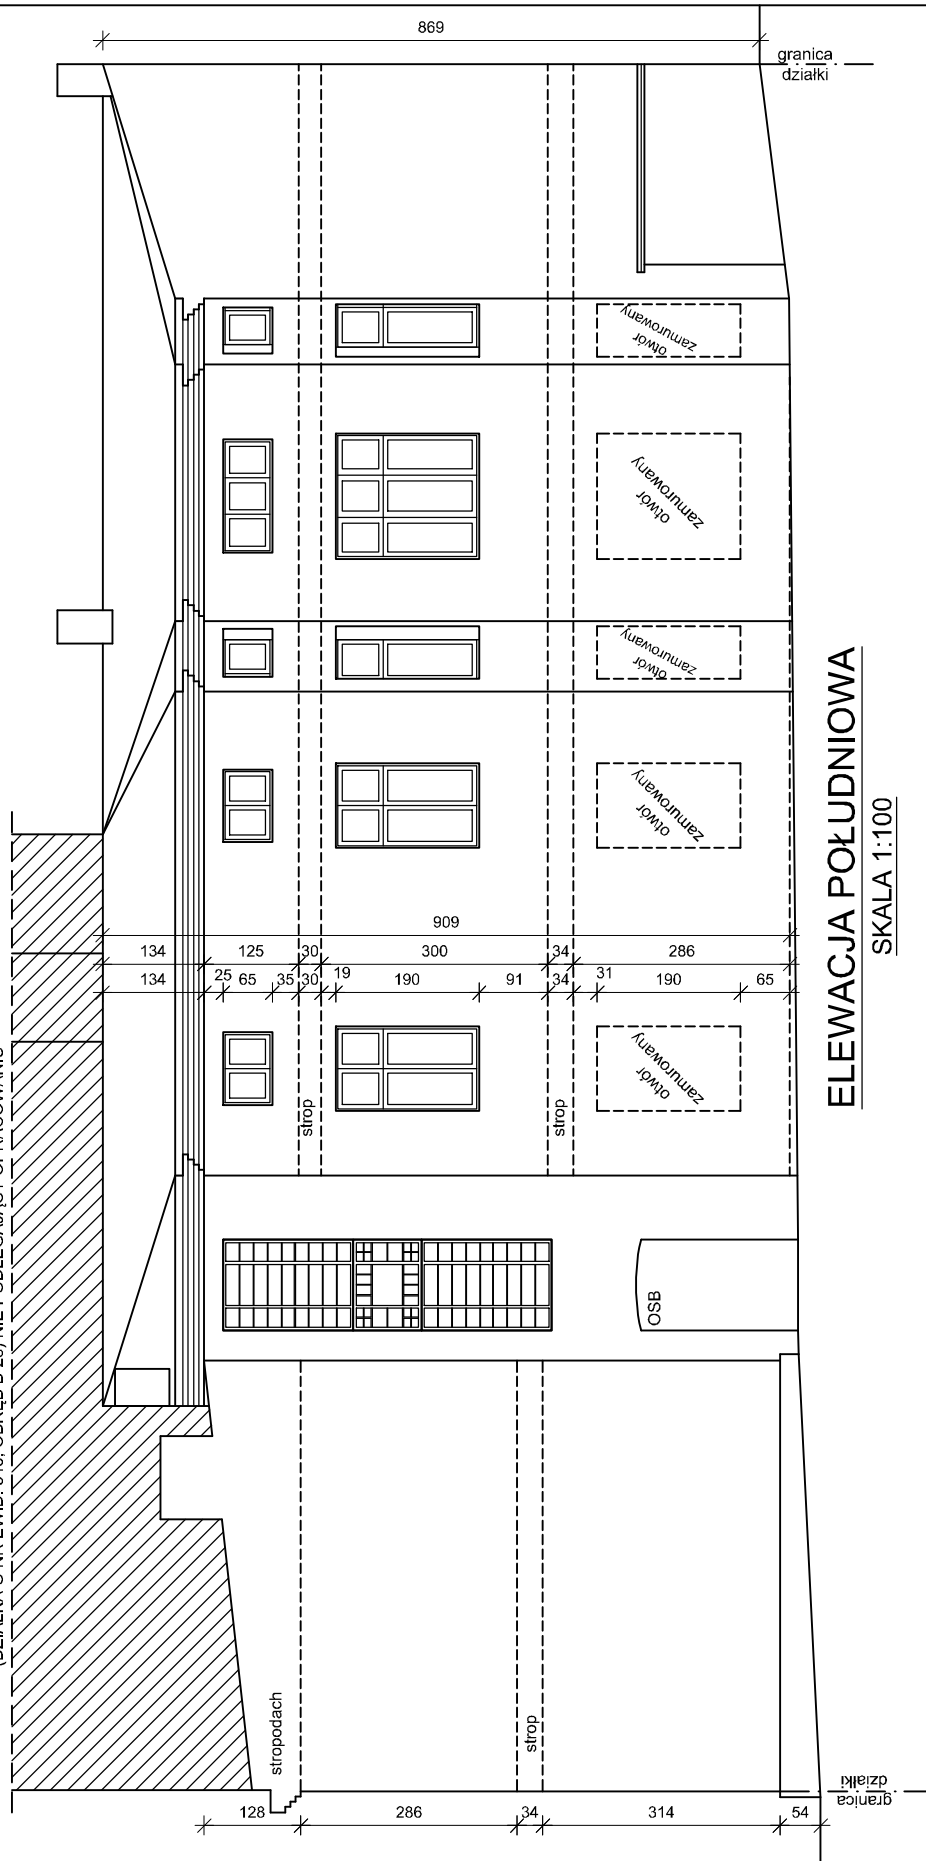 869
granica
działki
otwór
zamurowany
otwór
zamurowany
otwór
zamurowany
otwór
zamurowany
909
134
125
30
300
34
286
134
25
65
35
30
19
190
91
34
31
190
65
otwór
zamurowany
strop
strop
OSB
stropodach
strop
granica
działki
128
286
34
314
54
ELEWACJA POŁUDNIOWA
SKALA 1:100